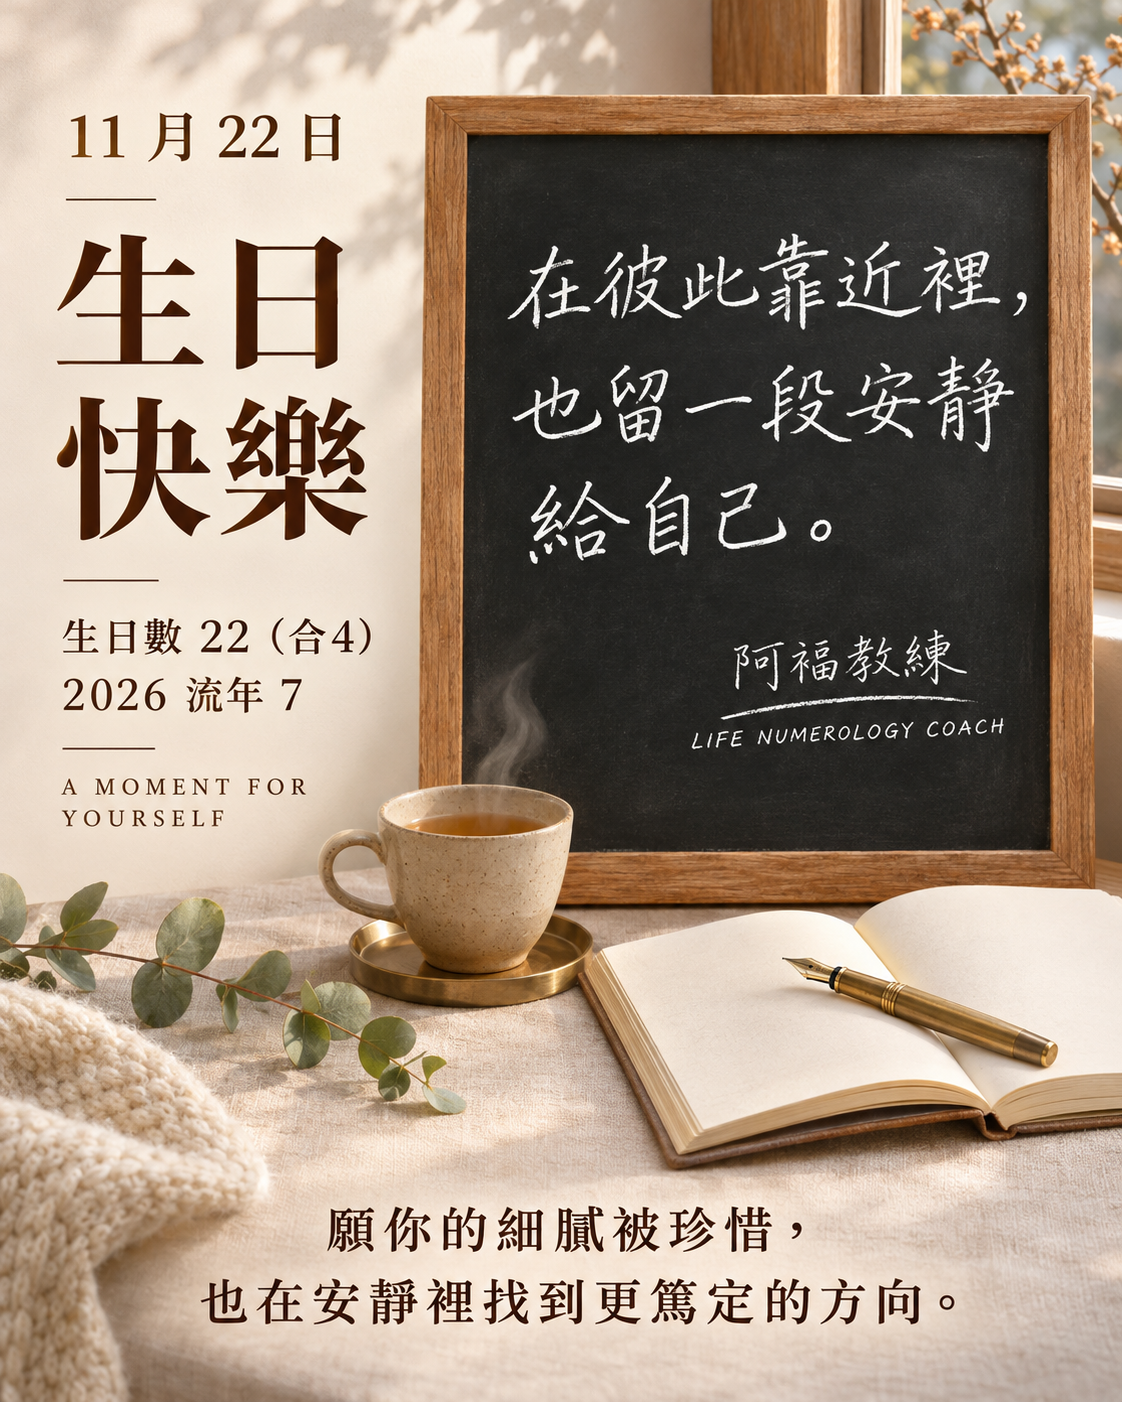 11 月 22 日
生日
快樂
生日數 22 (合4)
2026 流年 7
A MOMENT FOR
YOURSELF
在彼此靠近裡,
也留一段安靜
給自己。
阿福教練
LIFE NUMEROLOGY COACH
願你的細膩被珍惜,
也在安靜裡找到更篤定的方向。